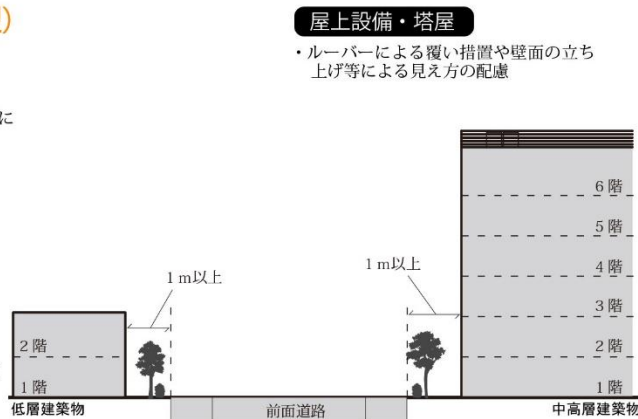 屋上設備・塔屋
・ルーバーによる覆い措置や壁面の立ち
上げ等による見え方の配慮
に
6階
5階
4階
3階
2階
1階
1m以上
1m以上
2階
1階
低層建築物
前面道路
中高層建築物